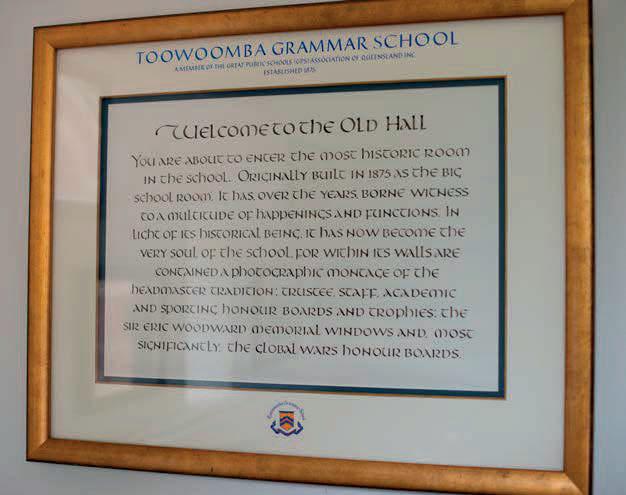 TOOWOOMBA GRAMMAR SCHOOL
A MEMBER OF THE GREAT PUBLIC SCHOOLS (GPS) ASSOCIATION OF QUEENSLAND INC.
ESTABLISHED 1875
WELCOME TO THE OLD HALL
YOU ARE ABOUT TO ENTER THE MOST HISTORIC ROOM
IN THE SCHOOL. ORIGINALLY BUILT IN 1875 AS THE BIG
SCHOOL ROOM, IT HAS, OVER THE YEARS, BORNE WITNESS
TO A MULTITUDE OF HAPPENINGS AND FUNCTIONS. IN
LIGHT OF ITS HISTORICAL BEING, IT HAS NOW BECOME THE
VERY SOUL OF THE SCHOOL, FOR WITHIN ITS WALLS ARE
CONTAINED A PHOTOGRAPHIC MONTAGE OF THE
HEADMASTER TRADITION; TRUSTEE, STAFF, ACADEMIC
AND SPORTING HONOUR BOARDS AND TROPHIES; THE
SIR ERIC WOODWARD MEMORIAL WINDOWS AND, MOST
SIGNIFICANTLY, THE GLOBAL WARS HONOUR BOARDS.
Toowoomba Grammar School